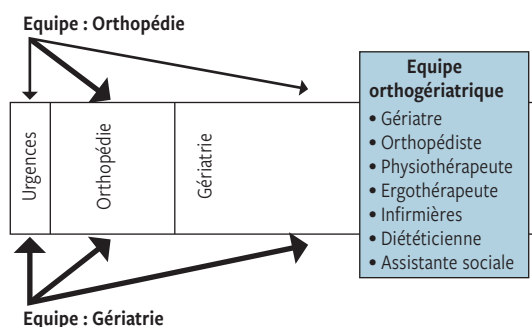 Equipe : Orthopédie
Urgences
Orthopédie
Gériatrie
Equipe
orthogériatrique
• Gériatre
• Orthopédiste
• Physiothérapeute
• Ergothérapeute
• Infirmières
• Diététicienne
• Assistante sociale
Equipe : Gériatrie